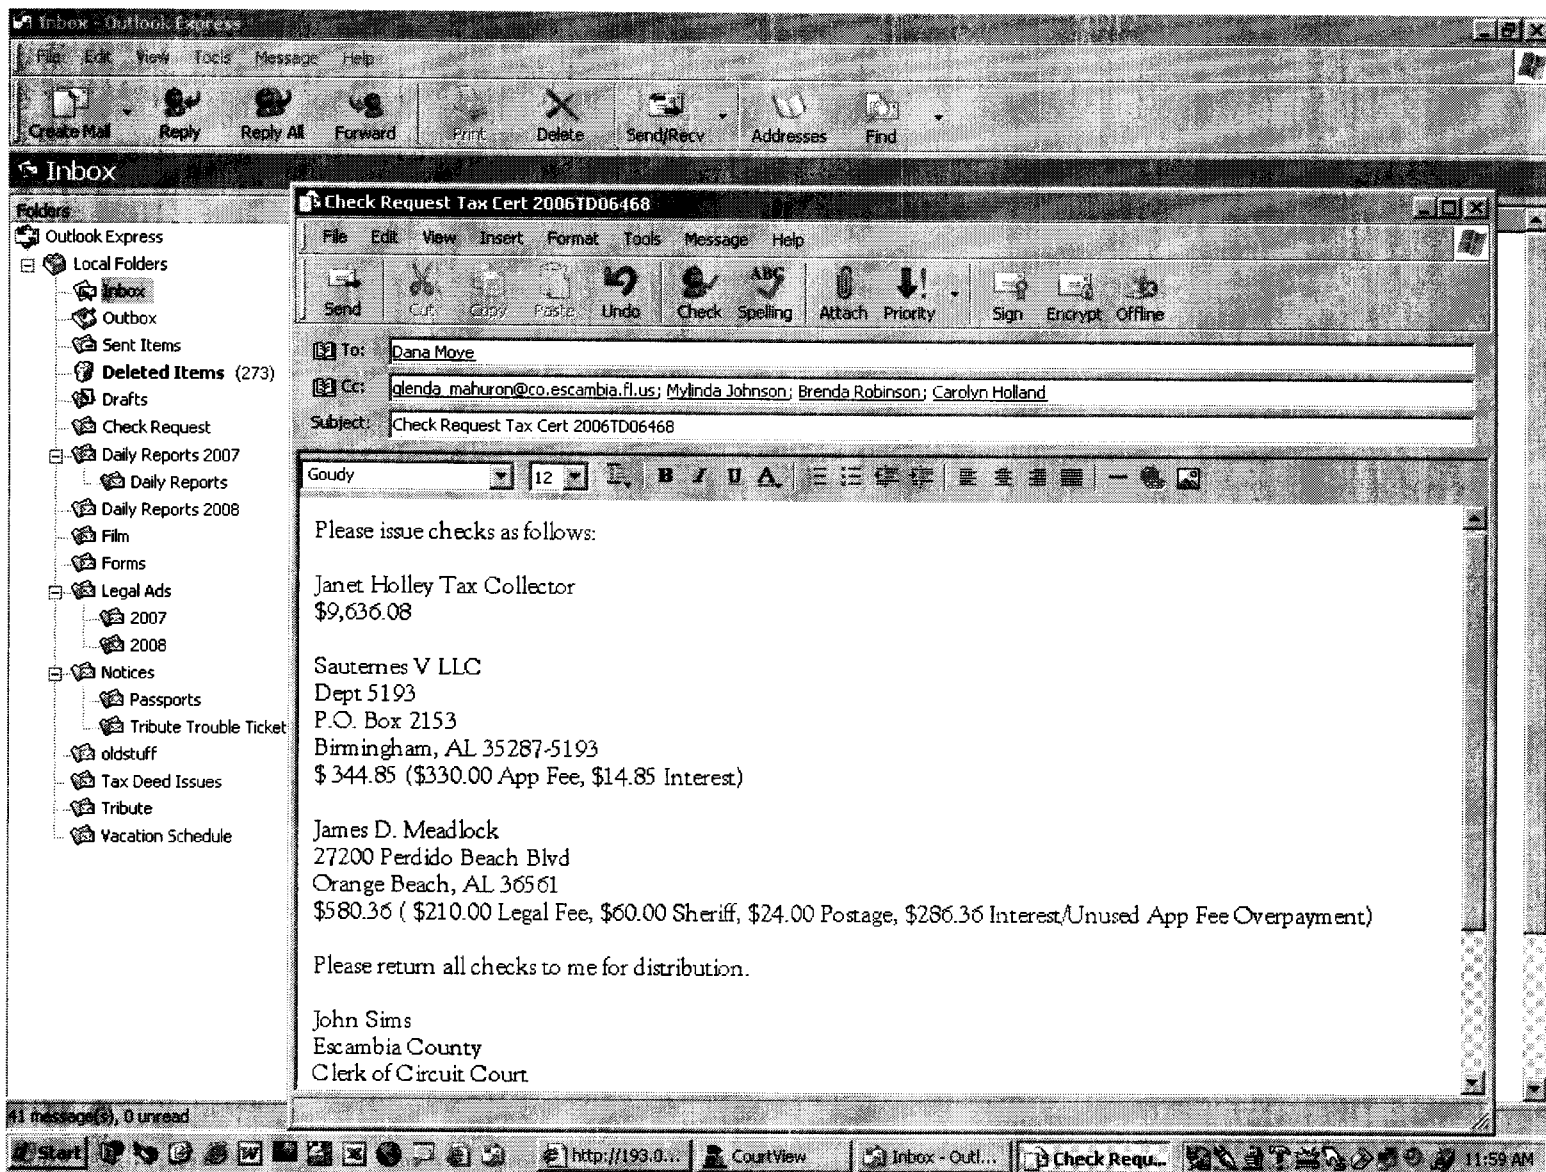 Inbox - Outlook Express
File Edit View Tools Message Help
Create Mail Reply Reply All Forward Print Delete Send/Recv Addresses Find
Inbox
Folders
Outlook Express
Local Folders
Inbox
Outbox
Sent Items
Deleted Items (273)
Drafts
Check Request
Daily Reports 2007
Daily Reports
Daily Reports 2008
Film
Forms
Legal Ads
2007
2008
Notices
Passports
Tribute Trouble Ticket
oldstuff
Tax Deed Issues
Tribute
Vacation Schedule
41 message(s), 0 unread
Check Request Tax Cert 2006TD06468
File Edit View Insert Format Tools Message Help
Send Cut Copy Paste Undo Check Spelling Attach Priority Sign Encrypt Offline
To: Dana Moye
Cc: glenda_mahuron@co.escambia.fl.us; Mylinda Johnson; Brenda Robinson; Carolyn Holland
Subject: Check Request Tax Cert 2006TD06468
Goudy 12 B I U A
Please issue checks as follows:
Janet Holley Tax Collector
$9,636.08
Sauternes V LLC
Dept 5193
P.O. Box 2153
Birmingham, AL 35287-5193
$ 344.85 ($330.00 App Fee, $14.85 Interest)
James D. Meadlock
27200 Perdido Beach Blvd
Orange Beach, AL 36561
$580.36 ( $210.00 Legal Fee, $60.00 Sheriff, $24.00 Postage, $286.36 Interest/Unused App Fee Overpayment)
Please return all checks to me for distribution.
John Sims
Escambia County
Clerk of Circuit Court
Start http://193.0... CourtView Inbox - Outl... Check Requ... 11:59 AM